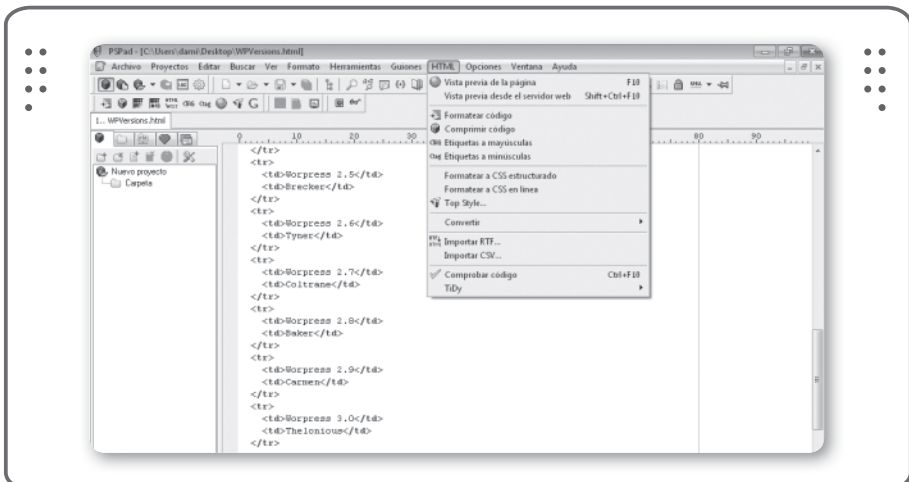 PSPad - [C:\Users\dami\Desktop\WPVersions.html]
Archivo Proyectos Editar Buscar Ver Formato Herramientas Guiones HTML Opciones Ventana Ayuda
1.. WPVersions.html
Nuevo proyecto
Carpeta
0 10 20 30 80 90
</tr>
<tr>
<td>Worpress 2.5</td>
<td>Brecker</td>
</tr>
<tr>
<td>Worpress 2.6</td>
<td>Tyner</td>
</tr>
<tr>
<td>Worpress 2.7</td>
<td>Coltrane</td>
</tr>
<tr>
<td>Worpress 2.8</td>
<td>Baker</td>
</tr>
<tr>
<td>Worpress 2.9</td>
<td>Carmen</td>
</tr>
<tr>
<td>Worpress 3.0</td>
<td>Thelonious</td>
</tr>
Vista previa de la página F10
Vista previa desde el servidor web Shift+Ctrl+F10
Formatear código
Comprimir código
Etiquetas a mayúsculas
Etiquetas a minúsculas
Formatear a CSS estructurado
Formatear a CSS en línea
Top Style...
Convertir
Importar RTF...
Importar CSV...
Comprobar código Ctrl+F10
TiDy